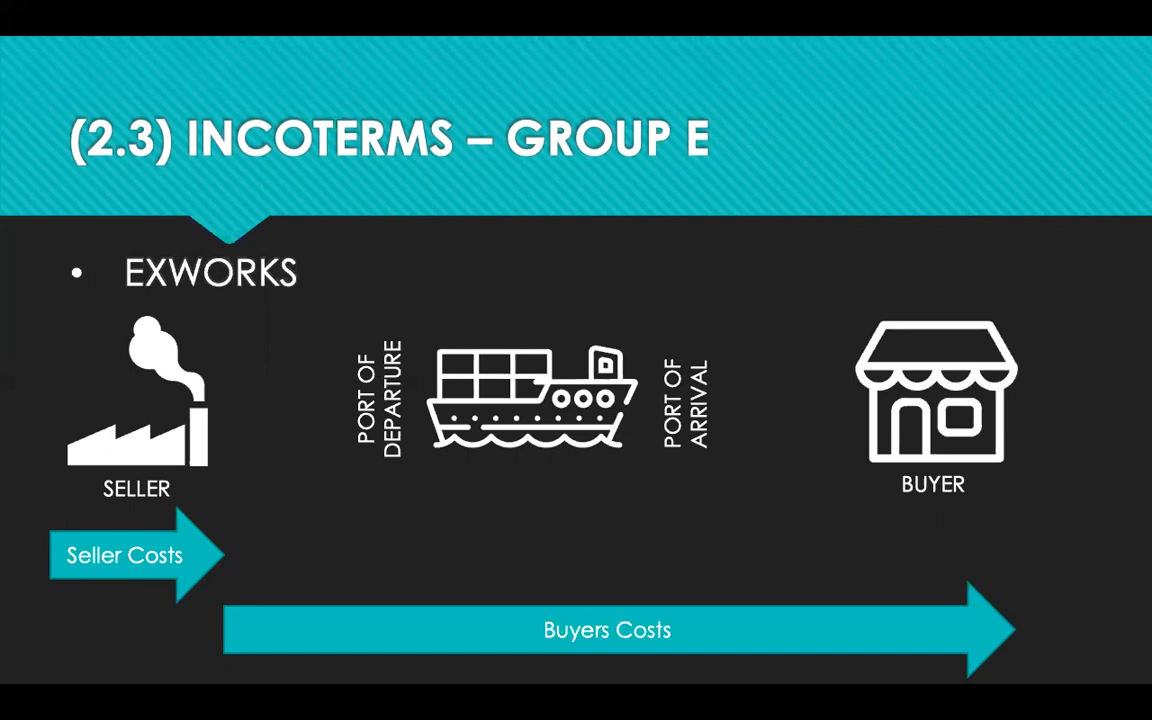 (2.3) INCOTERMS – GROUP E
• EXWORKS
PORT OF
DEPARTURE
PORT OF
ARRIVAL
SELLER
BUYER
Seller Costs
Buyers Costs